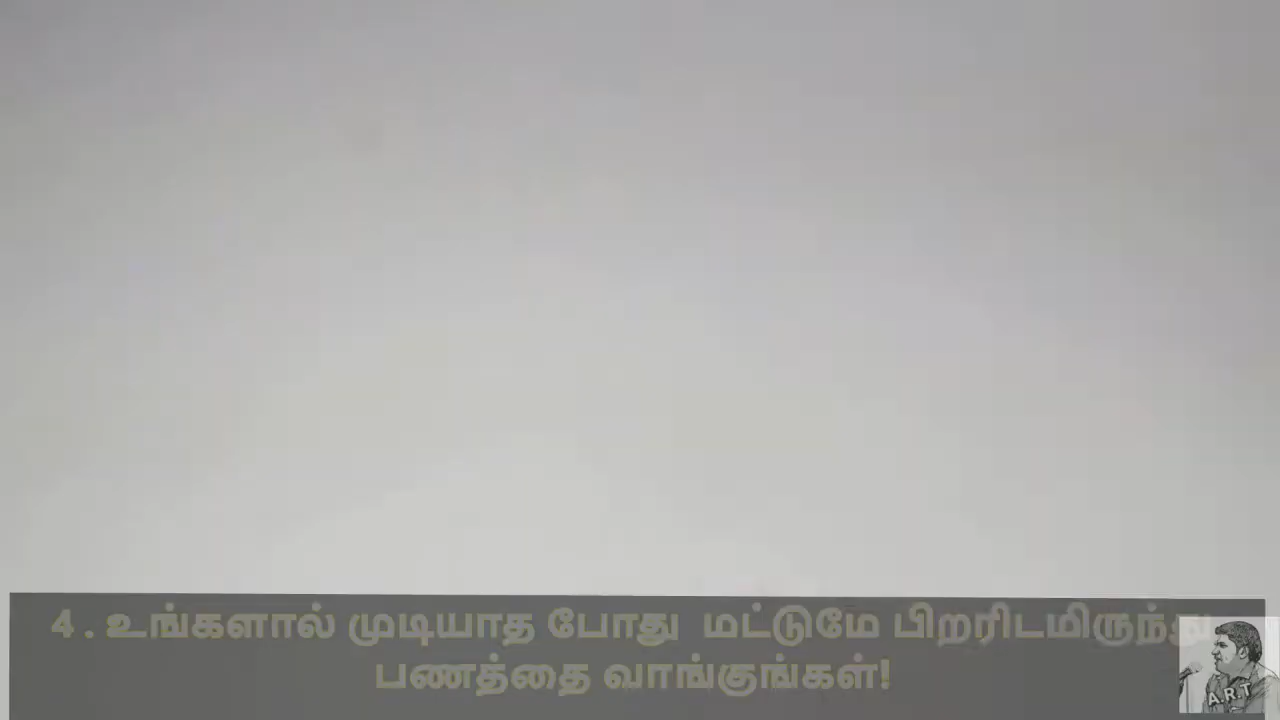 4 . உங்களால் முடியாத போது மட்டுமே பிறரிடமிருந்து
பணத்தை வாங்குங்கள்!
A.R.T